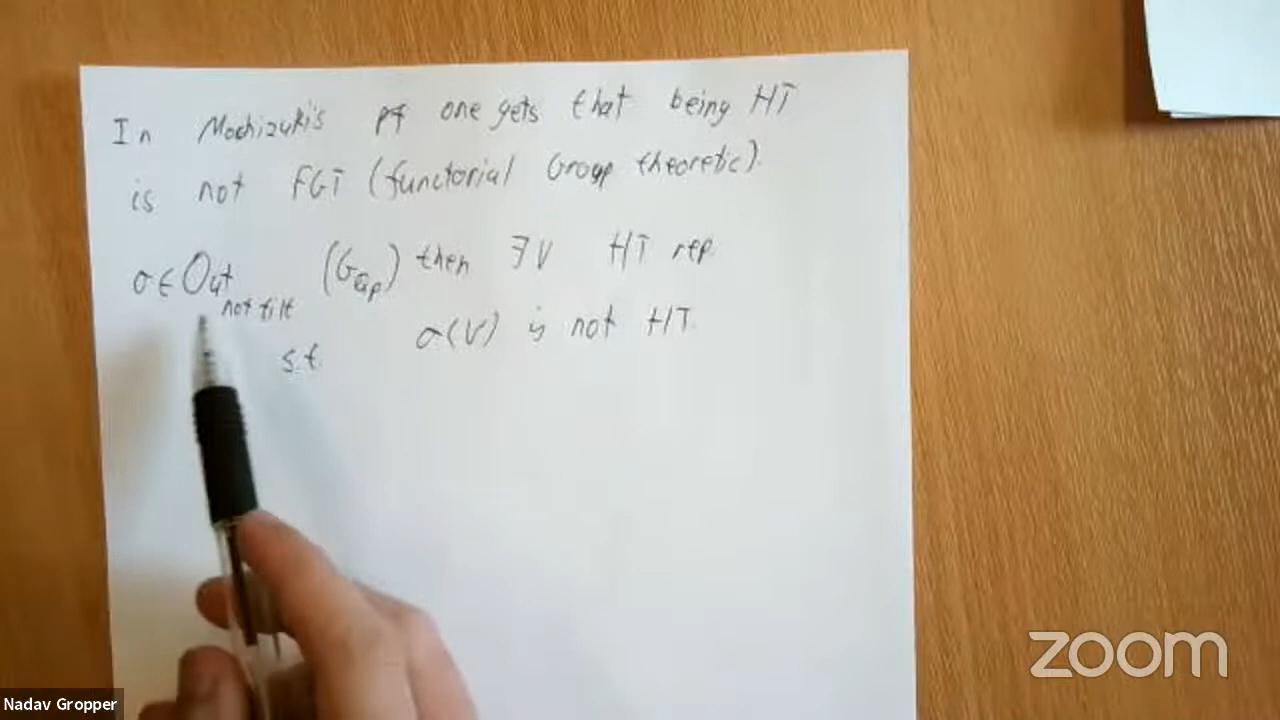 In Mochizuki's pf one gets that being HT
is not FGT (functorial Group theoretic).
σ ∈ Out not filt (G_Qp) then ∃V HT rep.
s.t. σ(V) is not HT.
zoom
Nadav Gropper